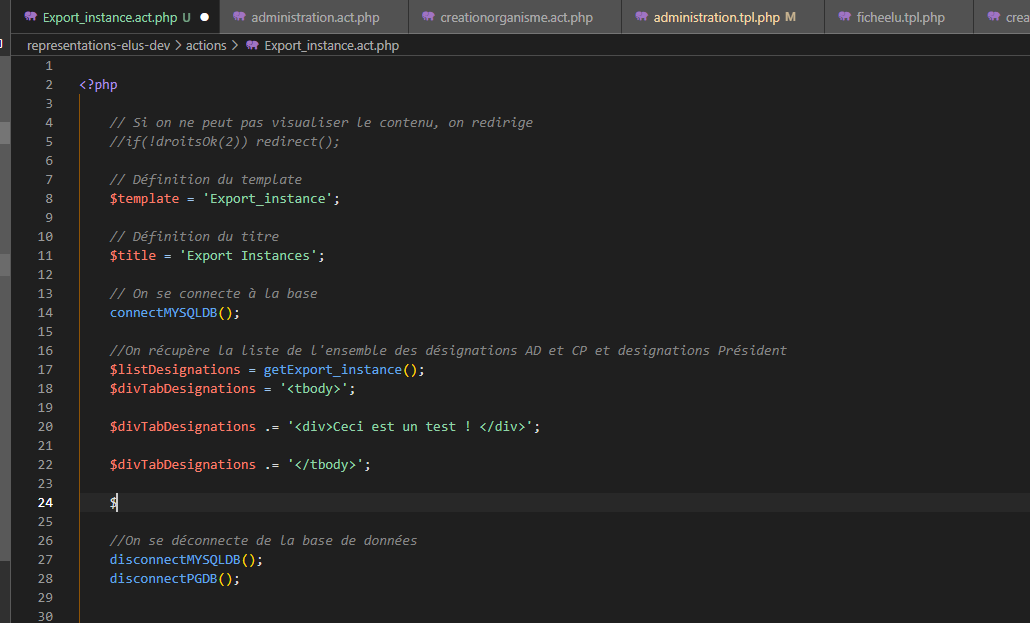 Export_instance.act.php U administration.act.php creationorganisme.act.php administration.tpl.php M ficheelu.tpl.php crea
representations-elus-dev > actions > Export_instance.act.php
1
2 <?php
3
4 // Si on ne peut pas visualiser le contenu, on redirige
5 //if(!droitsOk(2)) redirect();
6
7 // Définition du template
8 $template = 'Export_instance';
9
10 // Définition du titre
11 $title = 'Export Instances';
12
13 // On se connecte à la base
14 connectMYSQLDB();
15
16 //On récupère la liste de l'ensemble des désignations AD et CP et designations Président
17 $listDesignations = getExport_instance();
18 $divTabDesignations = '<tbody>';
19
20 $divTabDesignations .= '<div>Ceci est un test ! </div>';
21
22 $divTabDesignations .= '</tbody>';
23
24 $
25
26 //On se déconnecte de la base de données
27 disconnectMYSQLDB();
28 disconnectPGDB();
29
30